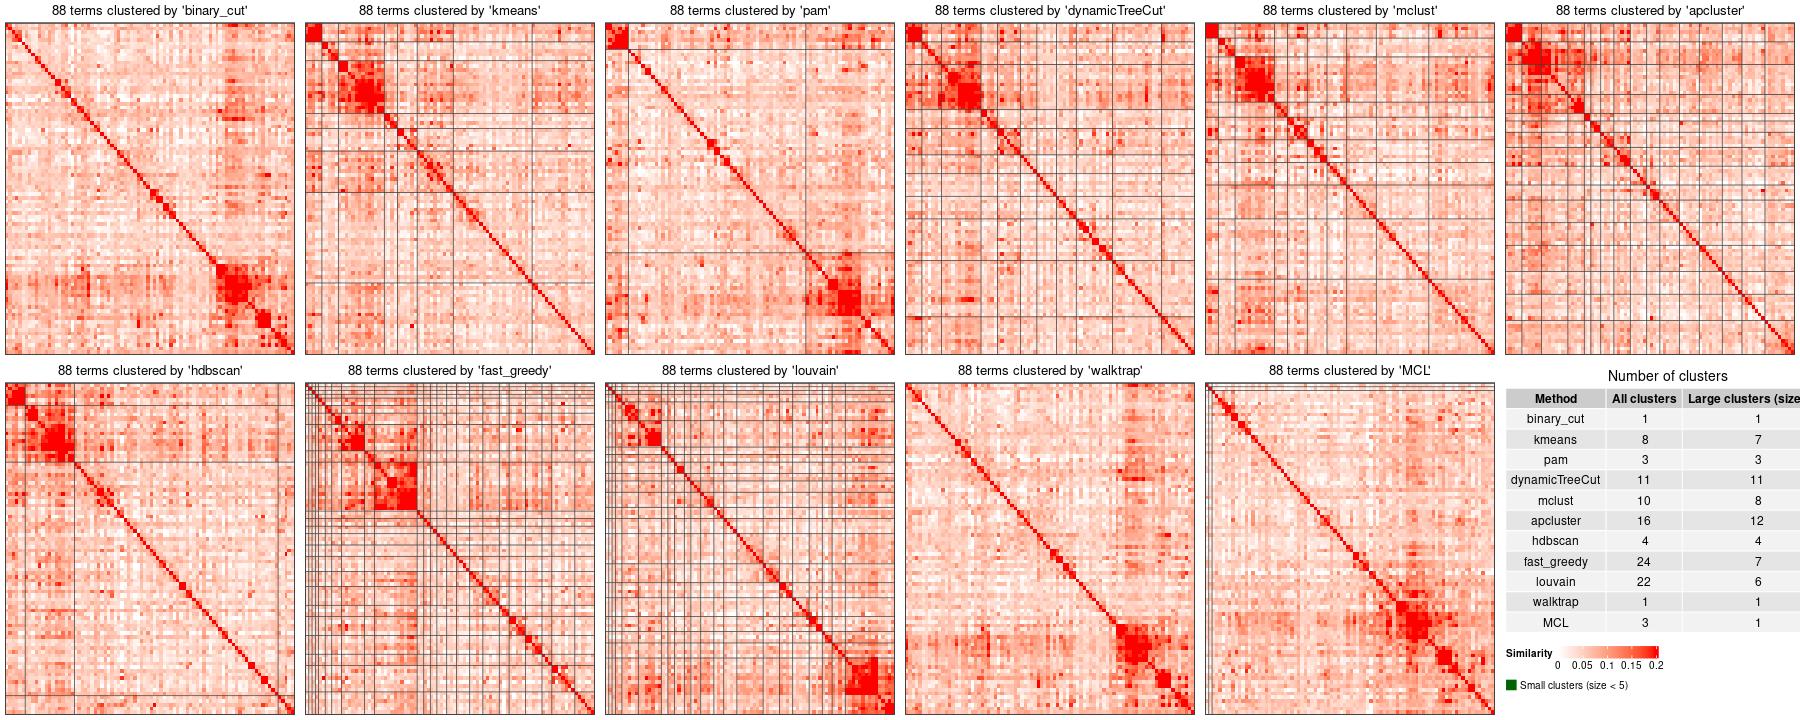 88 terms clustered by 'binary_cut'
88 terms clustered by 'kmeans'
88 terms clustered by 'pam'
88 terms clustered by 'dynamicTreeCut'
88 terms clustered by 'mclust'
88 terms clustered by 'apcluster'
88 terms clustered by 'hdbscan'
88 terms clustered by 'fast_greedy'
88 terms clustered by 'louvain'
88 terms clustered by 'walktrap'
88 terms clustered by 'MCL'
Number of clusters
Method All clusters Large clusters (size
binary_cut 1 1
kmeans 8 7
pam 3 3
dynamicTreeCut 11 11
mclust 10 8
apcluster 16 12
hdbscan 4 4
fast_greedy 24 7
louvain 22 6
walktrap 1 1
MCL 3 1
Similarity
0 0.05 0.1 0.15 0.2
Small clusters (size < 5)